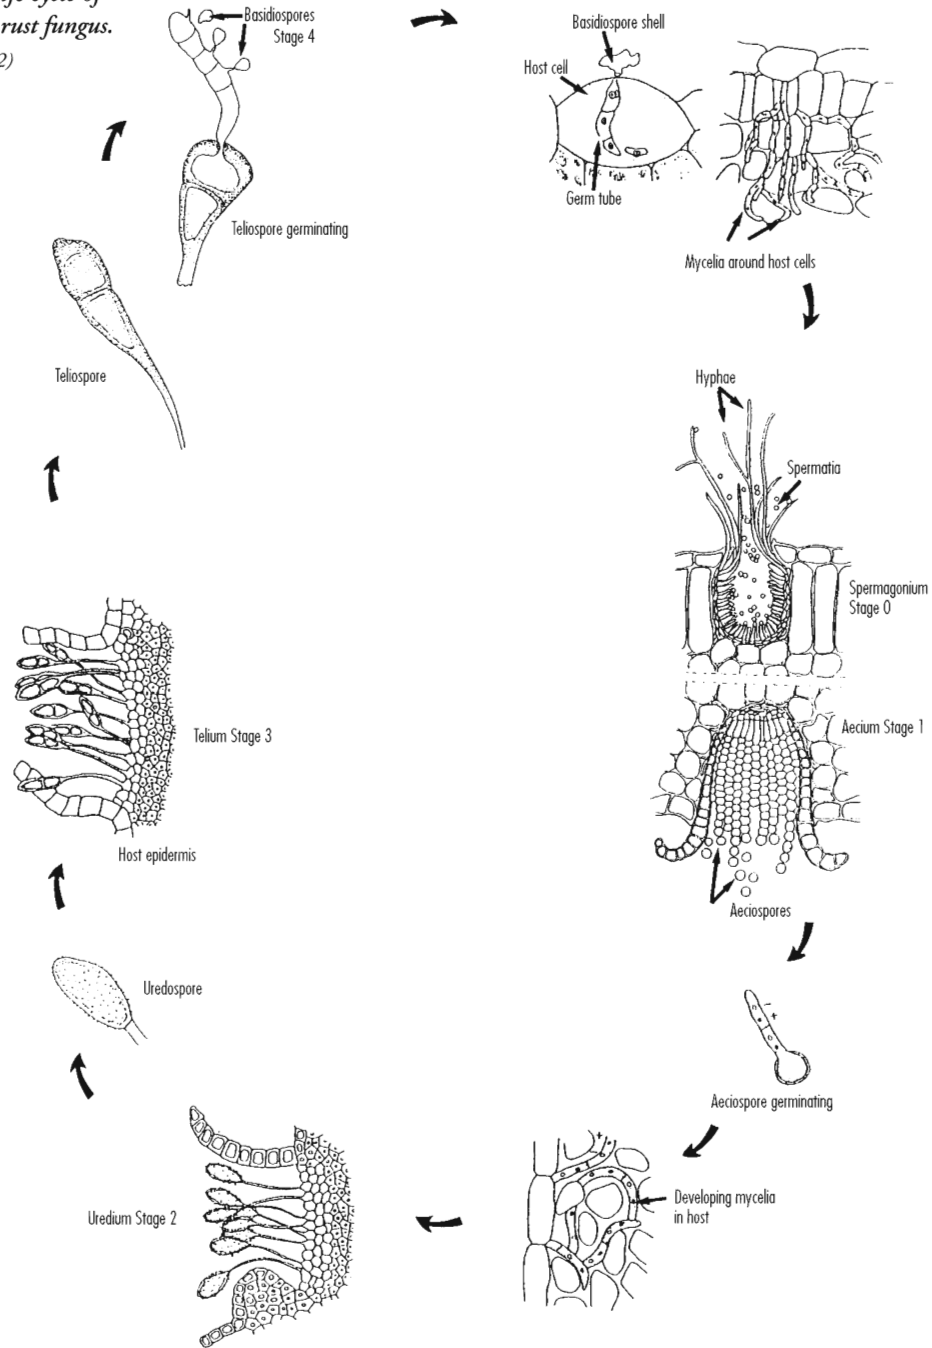 rust fungus.
2)
Basidiospores
Stage 4
Basidiospore shell
Host cell
Germ tube
Mycelia around host cells
Teliospore germinating
Teliospore
Hyphae
Spermatia
Spermagonium
Stage 0
Aecium Stage 1
Aeciospores
Aeciospore germinating
Developing mycelia
in host
Uredium Stage 2
Uredospore
Telium Stage 3
Host epidermis
+
-
+